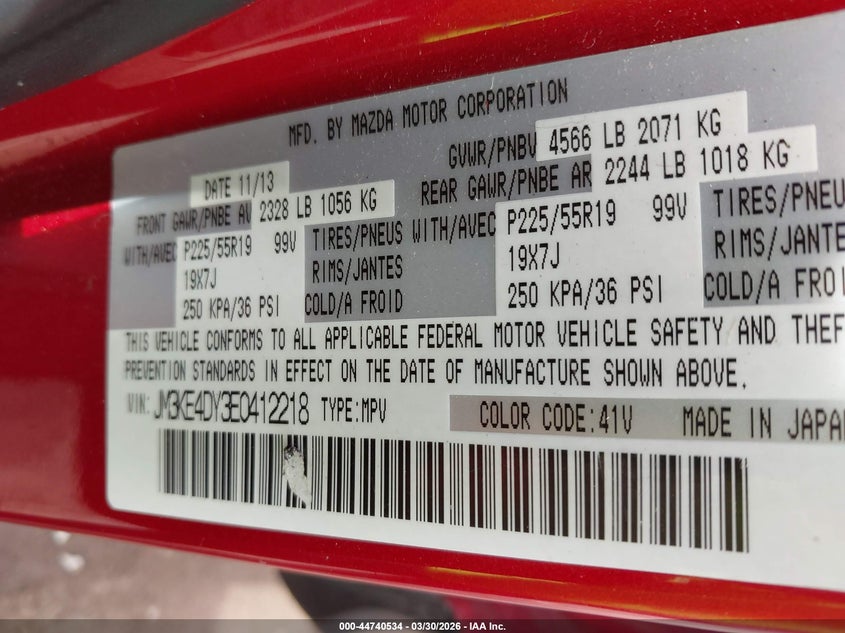 MFD. BY MAZDA MOTOR CORPORATION
DATE 11/13 GVWR/PNBV 4566 LB 2071 KG
FRONT GAWR/PNBE AV 2328 LB 1056 KG REAR GAWR/PNBE AR 2244 LB 1018 KG
WITH/AVEC P225/55R19 99V TIRES/PNEUS WITH/AVEC P225/55R19 99V TIRES/PNEU
19X7J RIMS/JANTES 19X7J RIMS/JANTE
250 KPA/36 PSI COLD/A FROID 250 KPA/36 PSI COLD/A FROI
THIS VEHICLE CONFORMS TO ALL APPLICABLE FEDERAL MOTOR VEHICLE SAFETY AND THEF
PREVENTION STANDARDS IN EFFECT ON THE DATE OF MANUFACTURE SHOWN ABOVE.
VIN: JM3KE4DY3E0412218 TYPE:MPV COLOR CODE:41V MADE IN JAPAN
000-44740534 — 03/30/2026 — IAA Inc.